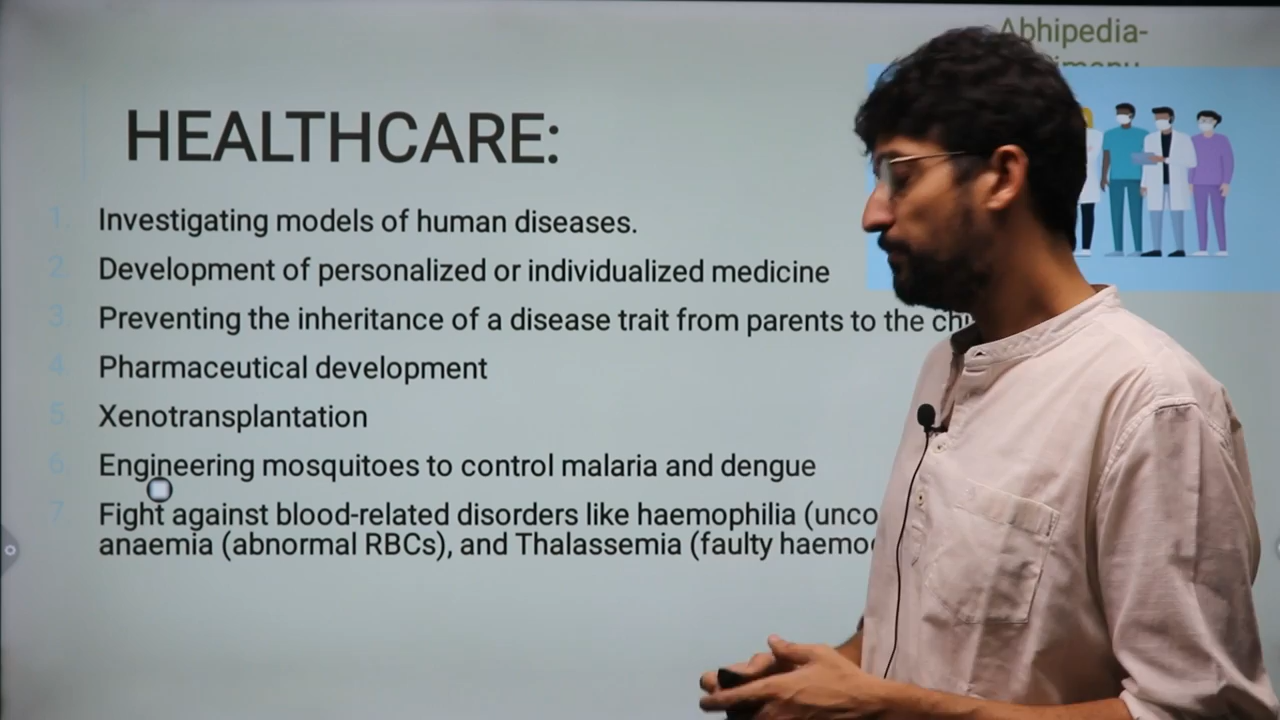 Abhipedia-
HEALTHCARE:
1. Investigating models of human diseases.
2. Development of personalized or individualized medicine
3. Preventing the inheritance of a disease trait from parents to the
4. Pharmaceutical development
5. Xenotransplantation
6. Engineering mosquitoes to control malaria and dengue
7. Fight against blood-related disorders like haemophilia
anaemia (abnormal RBCs), and Thalassemia (faulty